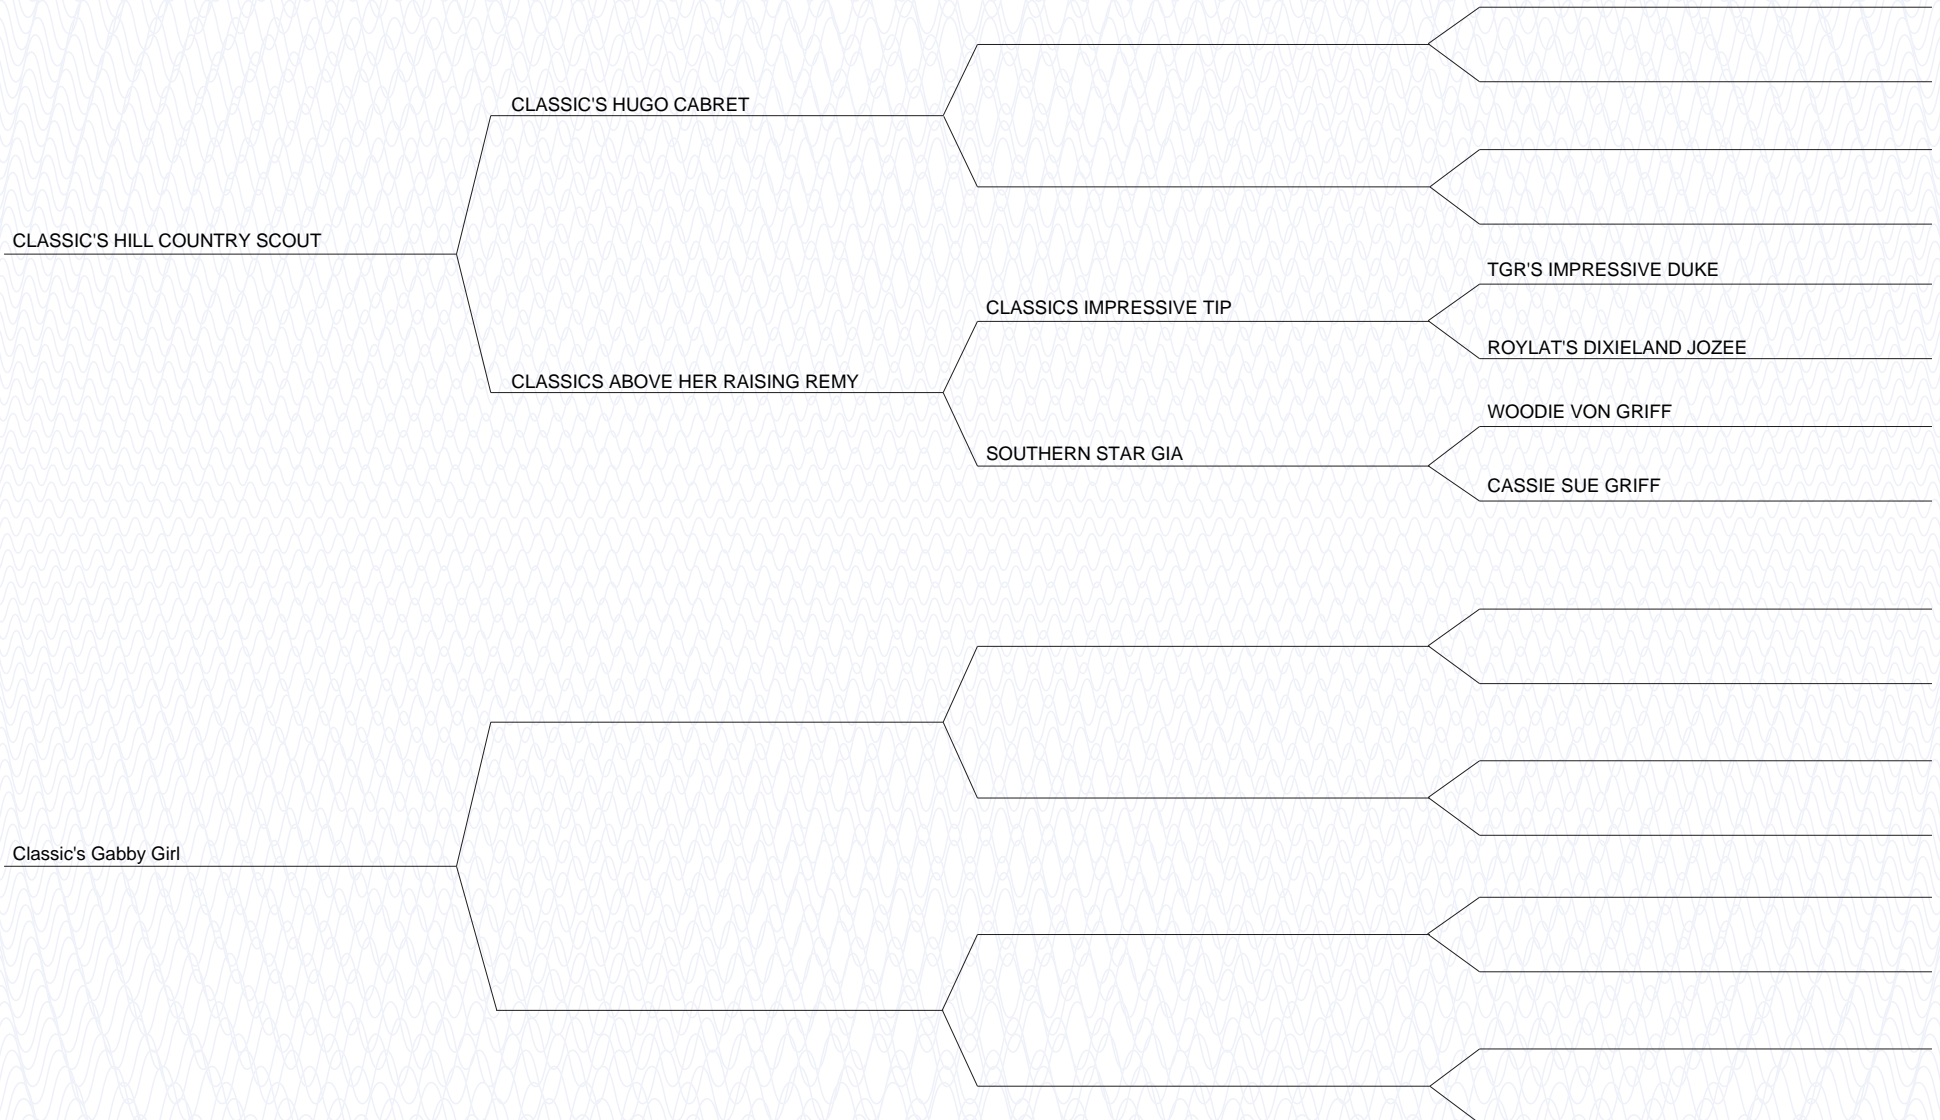 CLASSIC'S HUGO CABRET
CLASSIC'S HILL COUNTRY SCOUT
TGR'S IMPRESSIVE DUKE
CLASSICS IMPRESSIVE TIP
ROYLAT'S DIXIELAND JOZEE
CLASSICS ABOVE HER RAISING REMY
WOODIE VON GRIFF
SOUTHERN STAR GIA
CASSIE SUE GRIFF
Classic's Gabby Girl